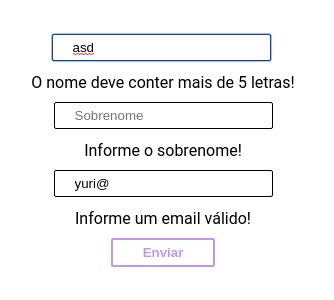 asd
O nome deve conter mais de 5 letras!
Sobrenome
Informe o sobrenome!
yuri@
Informe um email válido!
Enviar